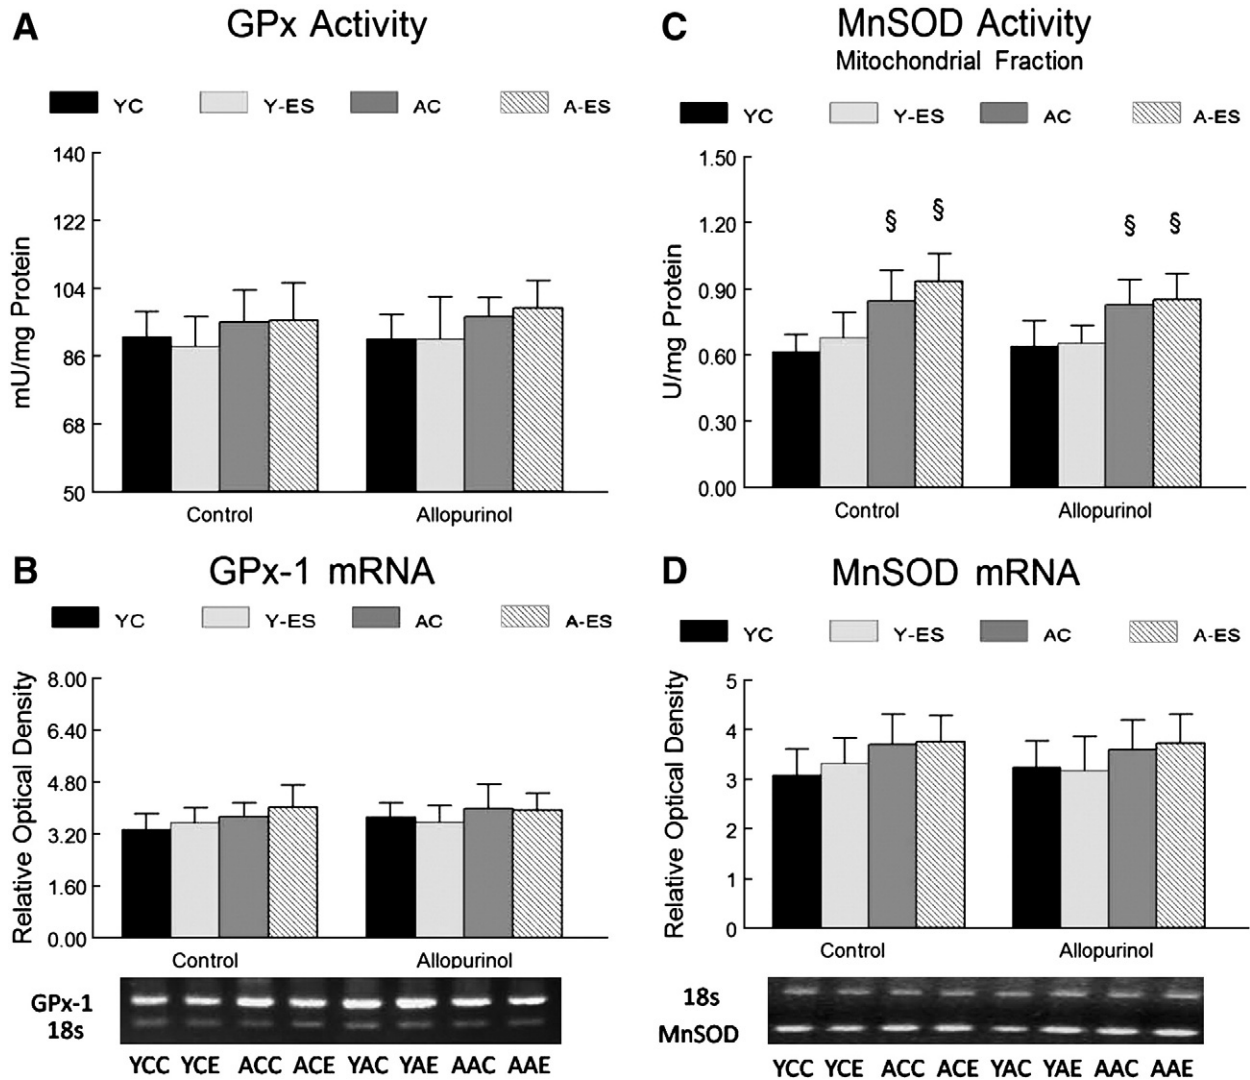 A
GPx Activity
YC Y-ES AC A-ES
mU/mg Protein
140
122
104
86
68
50
Control Allopurinol
C
MnSOD Activity
Mitochondrial Fraction
YC Y-ES AC A-ES
U/mg Protein
1.50
1.20
0.90
0.60
0.30
0.00
§ § § §
Control Allopurinol
B
GPx-1 mRNA
YC Y-ES AC A-ES
Relative Optical Density
8.00
6.40
4.80
3.20
1.60
0.00
Control Allopurinol
GPx-1
18s
YCC YCE ACC ACE YAC YAE AAC AAE
D
MnSOD mRNA
YC Y-ES AC A-ES
Relative Optical Density
5
4
3
2
1
0
Control Allopurinol
18s
MnSOD
YCC YCE ACC ACE YAC YAE AAC AAE